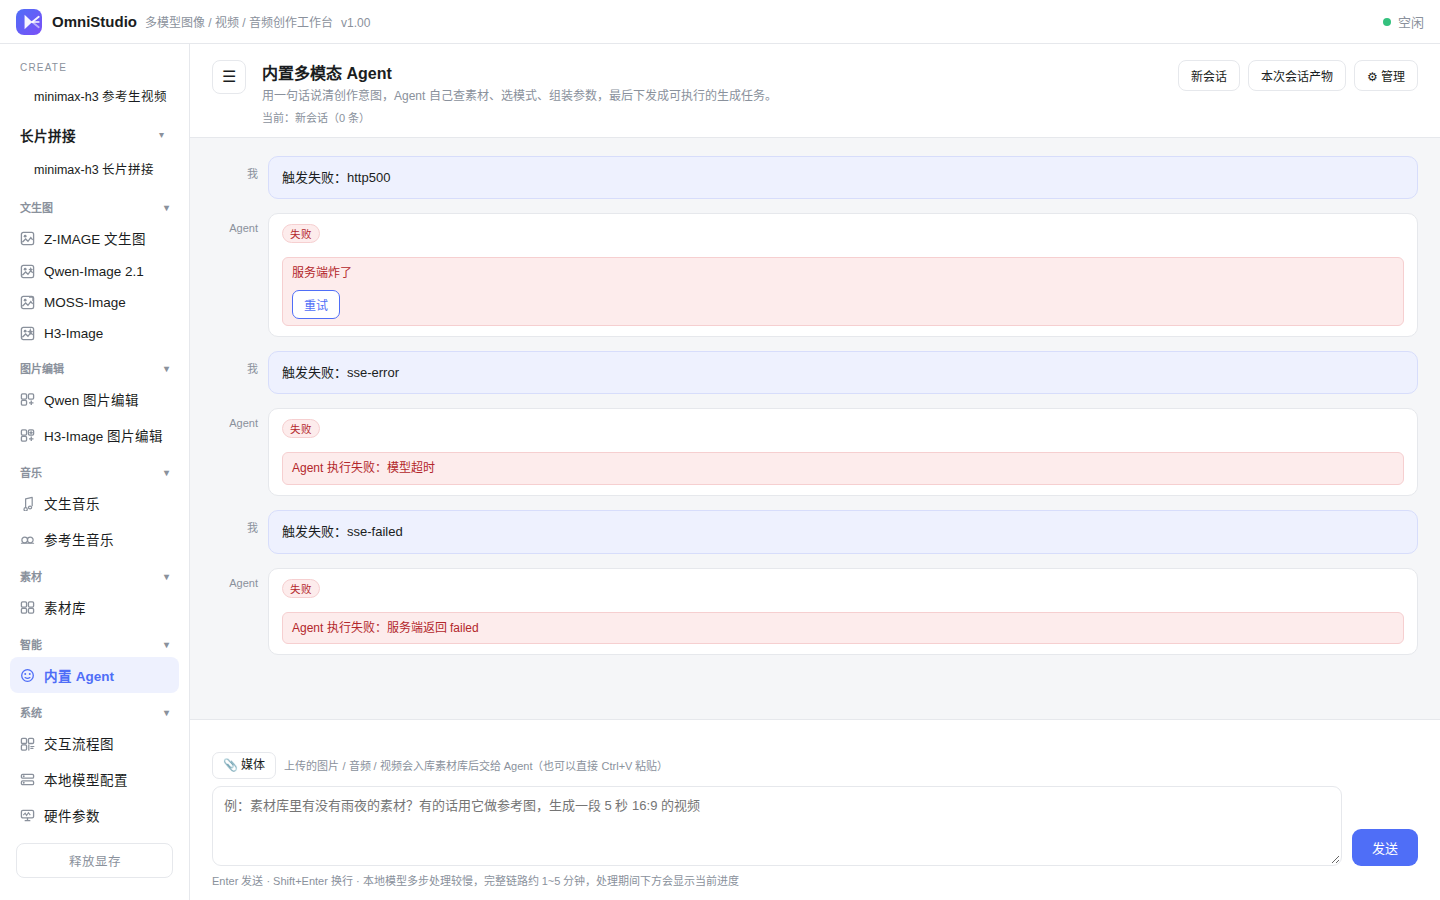 OmniStudio 多模型图像 / 视频 / 音频创作工作台 v1.00
空闲
CREATE
minimax-h3 参考生视频
长片拼接
minimax-h3 长片拼接
文生图
Z-IMAGE 文生图
Qwen-Image 2.1
MOSS-Image
H3-Image
图片编辑
Qwen 图片编辑
H3-Image 图片编辑
音乐
文生音乐
参考生音乐
素材
素材库
智能
内置 Agent
系统
交互流程图
本地模型配置
硬件参数
释放显存
内置多模态 Agent
用一句话说清创作意图，Agent 自己查素材、选模式、组装参数，最后下发成可执行的生成任务。
当前：新会话（0 条）
新会话
本次会话产物
⚙ 管理
我
触发失败：http500
Agent
失败
服务端炸了
重试
我
触发失败：sse-error
Agent
失败
Agent 执行失败：模型超时
我
触发失败：sse-failed
Agent
失败
Agent 执行失败：服务端返回 failed
📎 媒体
上传的图片 / 音频 / 视频会入库素材库后交给 Agent（也可以直接 Ctrl+V 粘贴）
例：素材库里有没有雨夜的素材？有的话用它做参考图，生成一段 5 秒 16:9 的视频
发送
Enter 发送 · Shift+Enter 换行 · 本地模型多步处理较慢，完整链路约 1~5 分钟，处理期间下方会显示当前进度